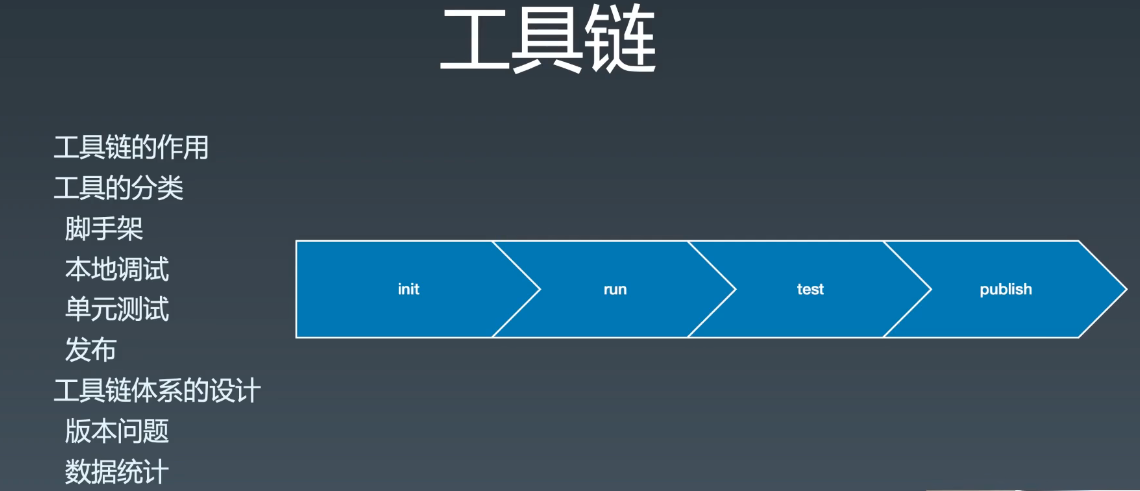 工具链
工具链的作用
工具的分类
脚手架
本地调试
单元测试
发布
工具链体系的设计
版本问题
数据统计
init
run
test
publish